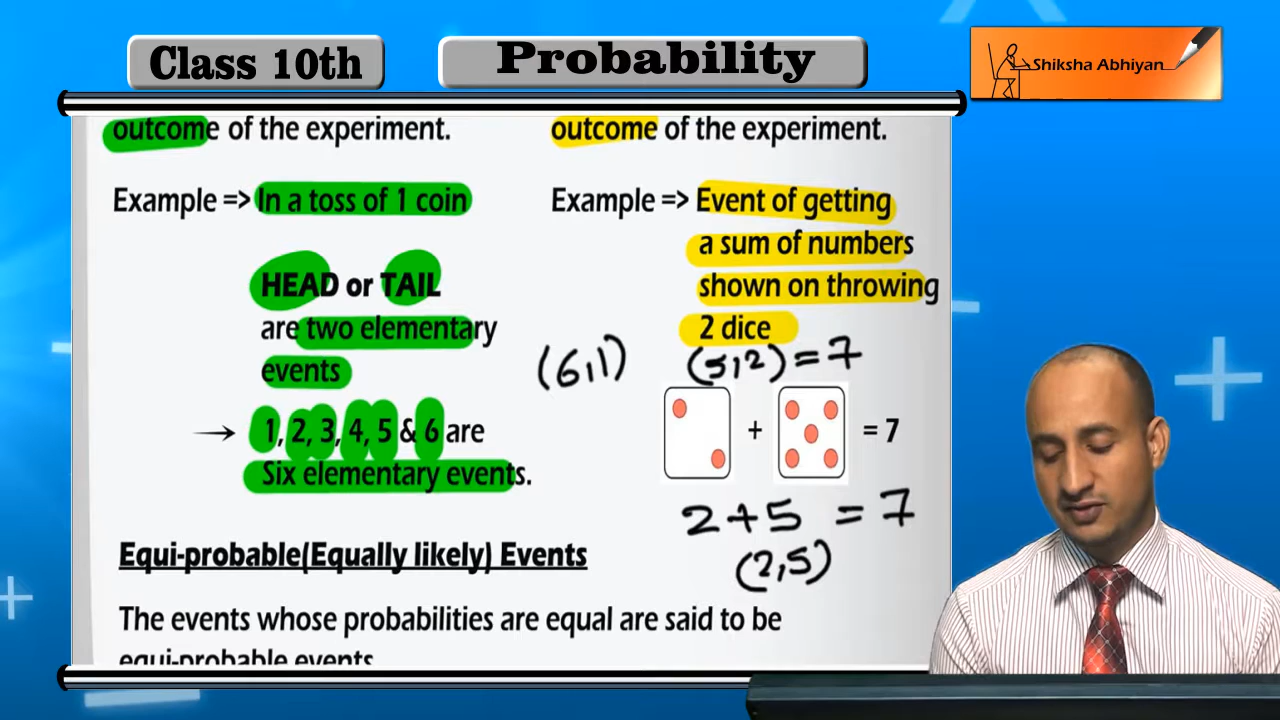 Class 10th
Probability
Shiksha Abhiyan
outcome of the experiment.
Example => In a toss of 1 coin
HEAD or TAIL
are two elementary
events
→ 1, 2, 3, 4, 5 & 6 are
Six elementary events.
outcome of the experiment.
Example => Event of getting
a sum of numbers
shown on throwing
2 dice
(6,1)
(5,2) = 7
+ = 7
2+5 = 7
(2,5)
Equi-probable(Equally likely) Events
The events whose probabilities are equal are said to be
equi-probable events